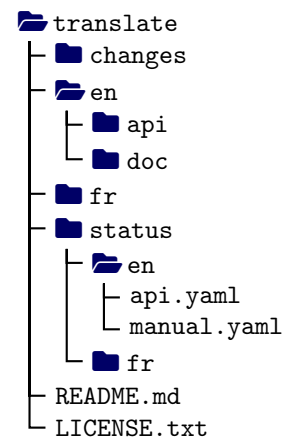 translate
changes
en
api
doc
fr
status
en
api.yaml
manual.yaml
fr
README.md
LICENSE.txt